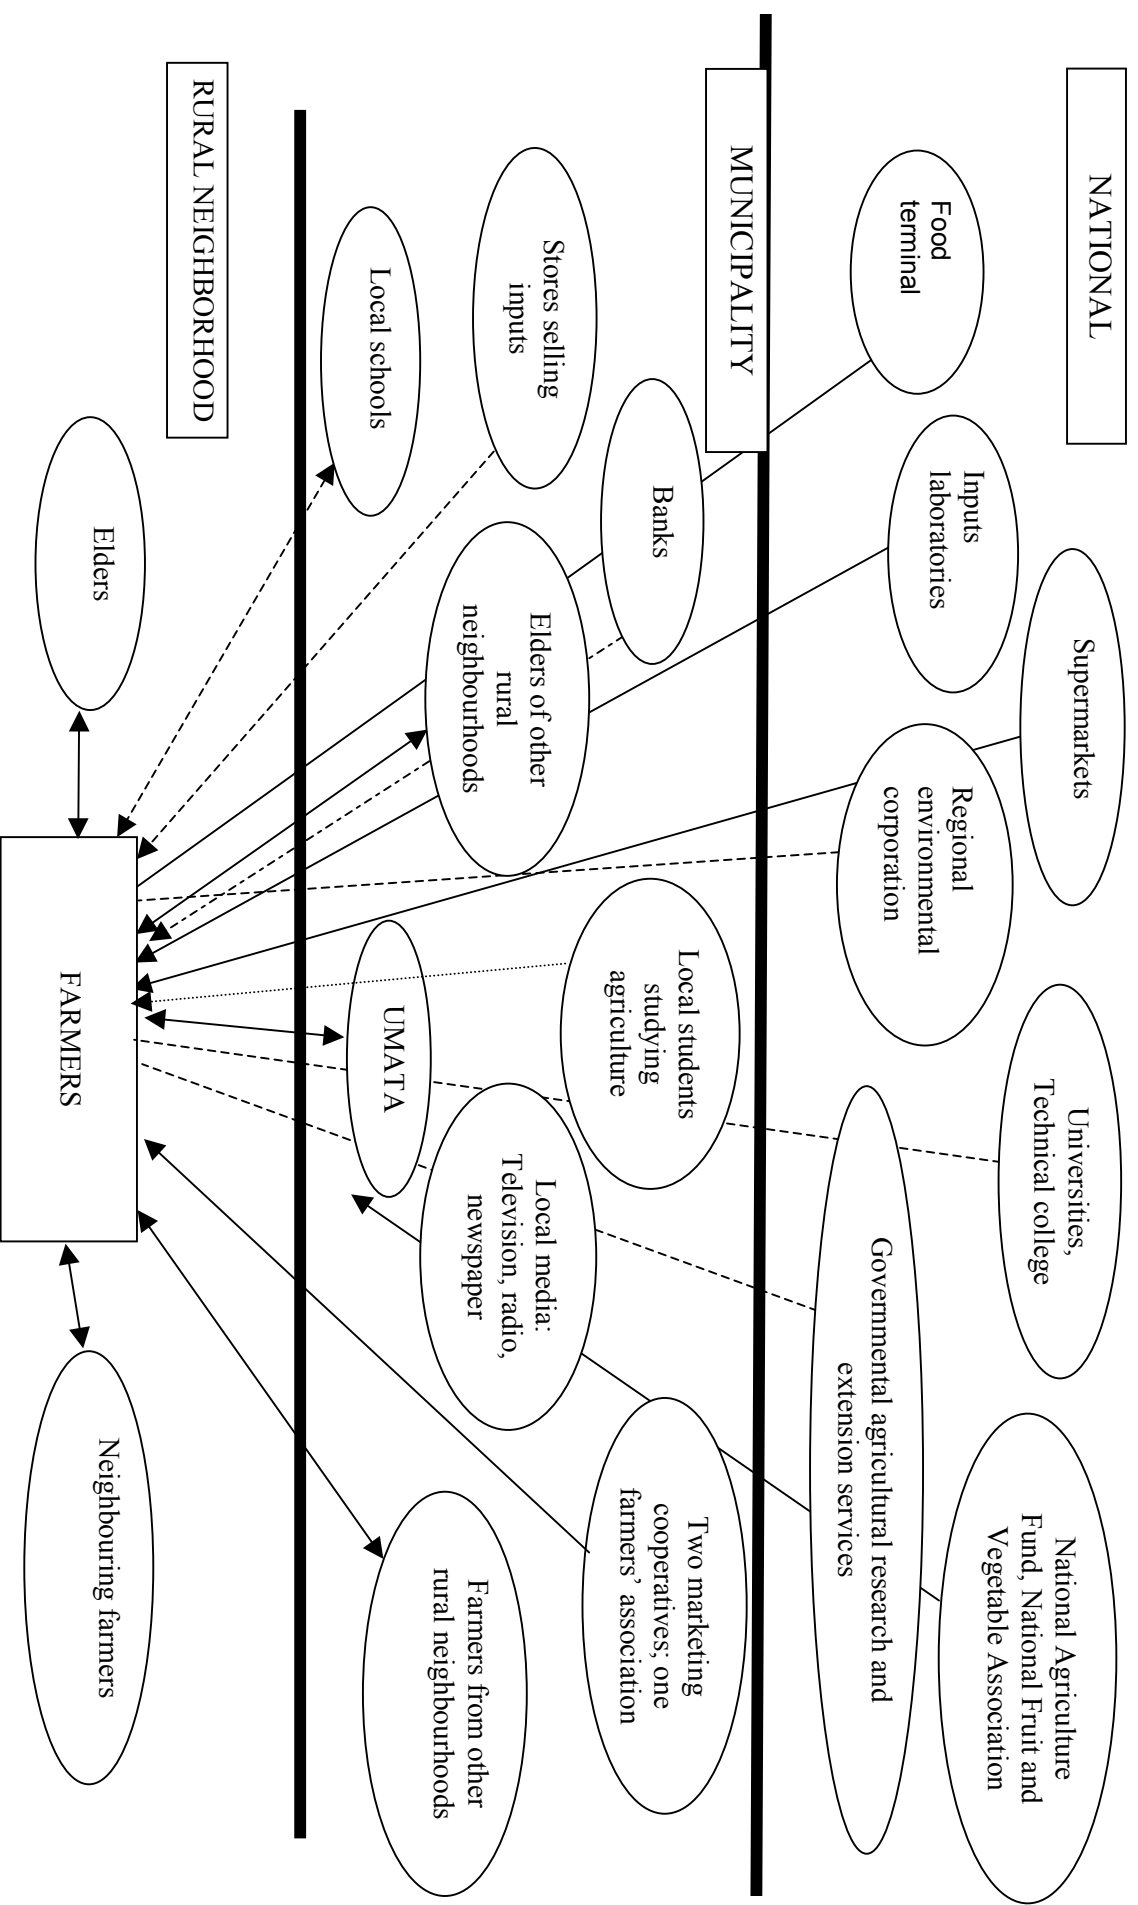 NATIONAL
Supermarkets
Universities,
Technical college
National Agriculture
Fund, National Fruit and
Vegetable Association
Food
terminal
Inputs
laboratories
Regional
environmental
corporation
Governmental agricultural research and
extension services
MUNICIPALITY
Banks
Local students
studying
agriculture
Two marketing
cooperatives; one
farmers’ association
Stores selling
inputs
Elders of other
rural
neighbourhoods
Local media:
Television, radio,
newspaper
Farmers from other
rural neighbourhoods
Local schools
UMATA
RURAL NEIGHBORHOOD
Elders
FARMERS
Neighbouring farmers